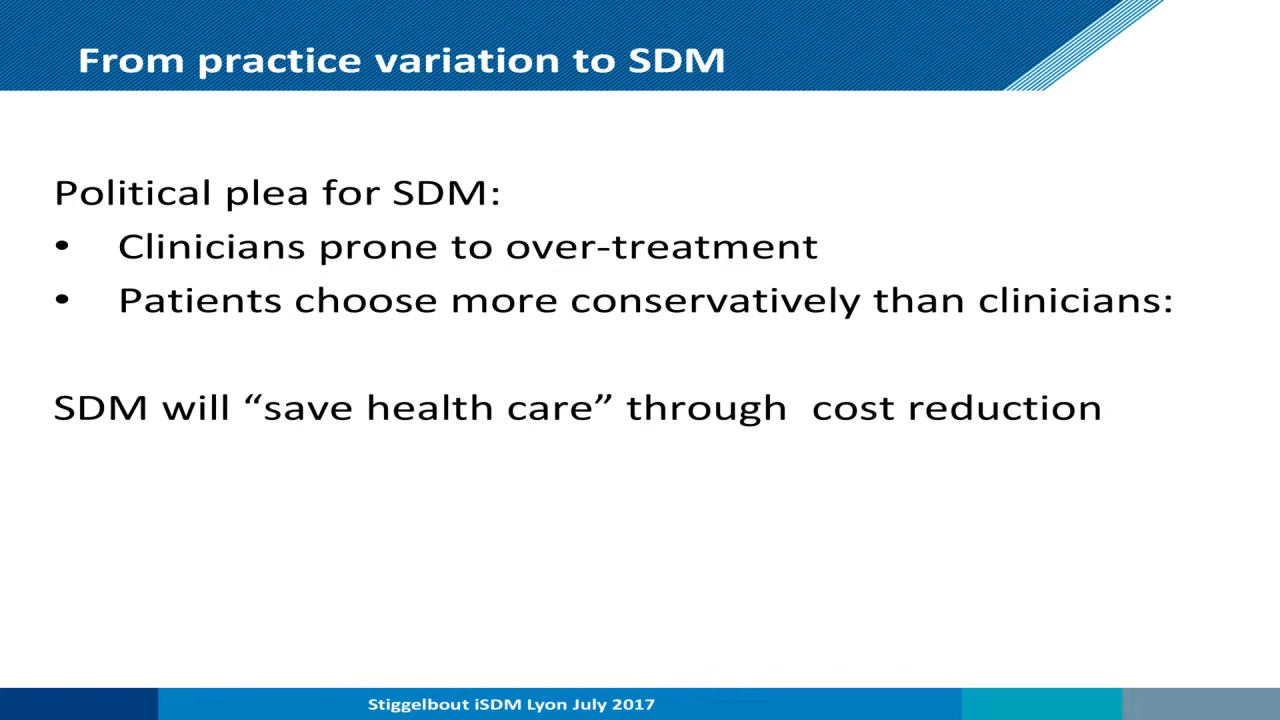 From practice variation to SDM
Political plea for SDM:
• Clinicians prone to over-treatment
• Patients choose more conservatively than clinicians:
SDM will “save health care” through  cost reduction
Stiggelbout iSDM Lyon July 2017